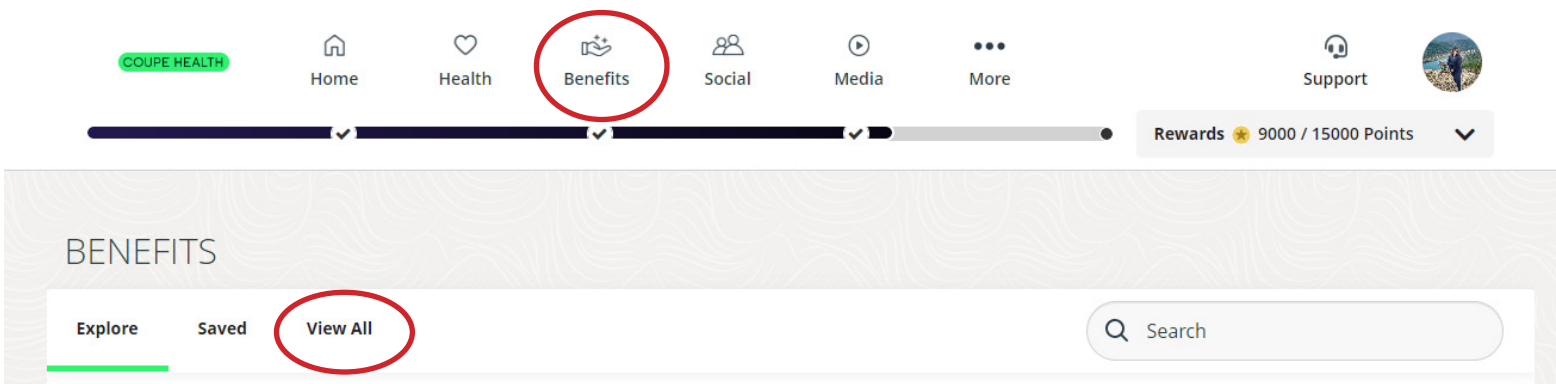 COUPE HEALTH
Home Health Benefits Social Media More Support
Rewards 9000 / 15000 Points
BENEFITS
Explore Saved View All Search